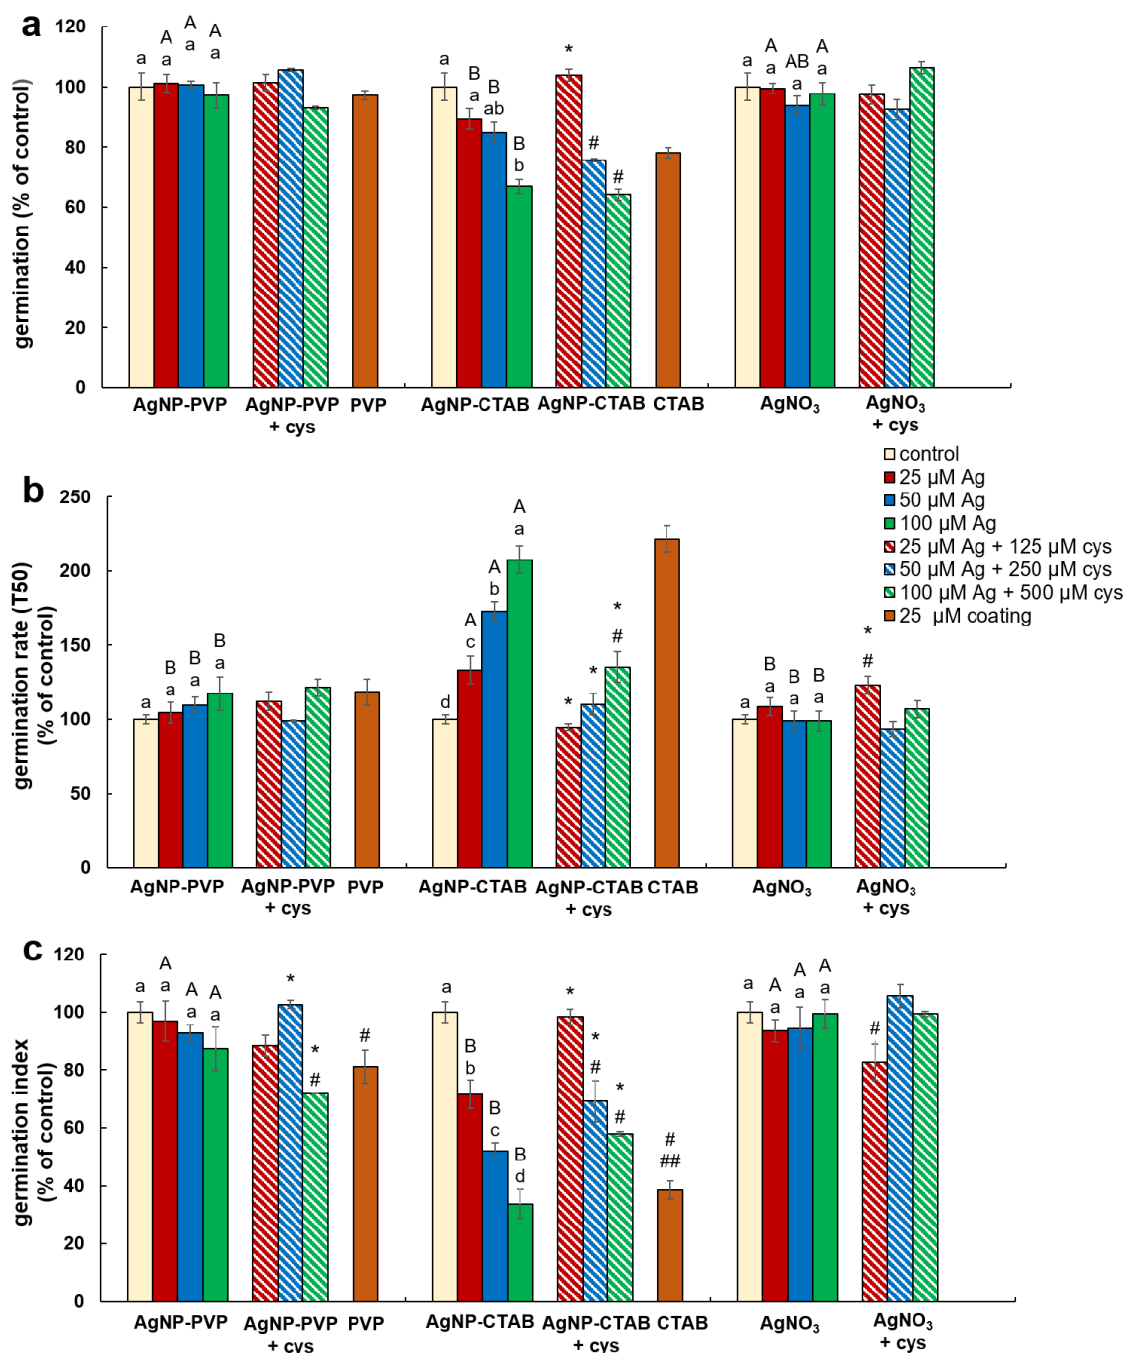 a
germination (% of control)
120
100
80
60
40
20
0
a
A
a
A
a
A
a
a
B
a
B
ab
B
b
*
#
#
a
A
a
AB
a
A
a
AgNP-PVP
AgNP-PVP
+ cys
PVP
AgNP-CTAB
AgNP-CTAB
CTAB
AgNO₃
AgNO₃
+ cys
control
25 µM Ag
50 µM Ag
100 µM Ag
25 µM Ag + 125 µM cys
50 µM Ag + 250 µM cys
100 µM Ag + 500 µM cys
25 µM coating
b
germination rate (T50)
(% of control)
250
200
150
100
50
0
a
B
a
B
a
B
a
d
A
c
A
b
A
a
*
*
*
#
a
B
a
B
a
B
a
*
#
AgNP-PVP
AgNP-PVP
+ cys
PVP
AgNP-CTAB
AgNP-CTAB
+ cys
CTAB
AgNO₃
AgNO₃
+ cys
c
germination index
(% of control)
120
100
80
60
40
20
0
a
A
a
A
a
A
a
*
*
#
#
a
B
b
B
c
B
d
*
*
#
*
#
#
##
a
A
a
A
a
A
a
#
AgNP-PVP
AgNP-PVP
+ cys
PVP
AgNP-CTAB
AgNP-CTAB
+ cys
CTAB
AgNO₃
AgNO₃
+ cys